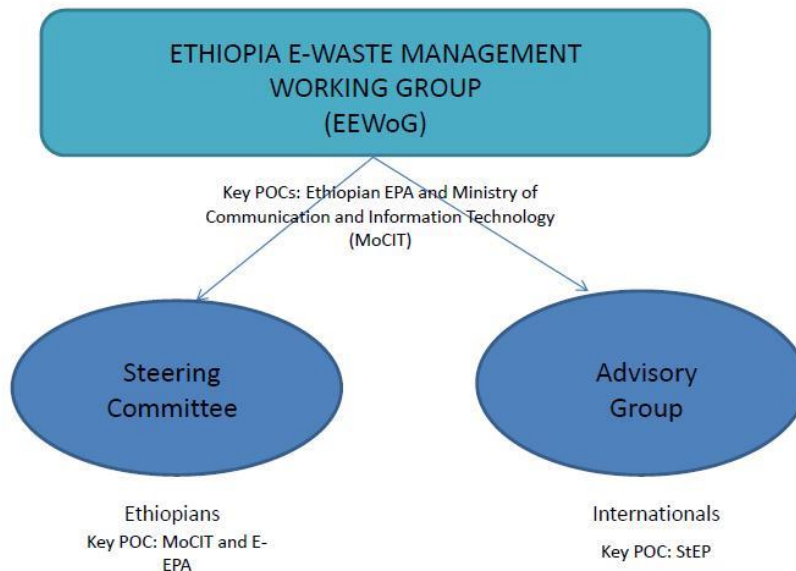 ETHIOPIA E-WASTE MANAGEMENT
WORKING GROUP
(EEWoG)
Key POCs: Ethiopian EPA and Ministry of
Communication and Information Technology
(MoCIT)
Steering
Committee
Advisory
Group
Ethiopians
Key POC: MoCIT and E-
EPA
Internationals
Key POC: StEP